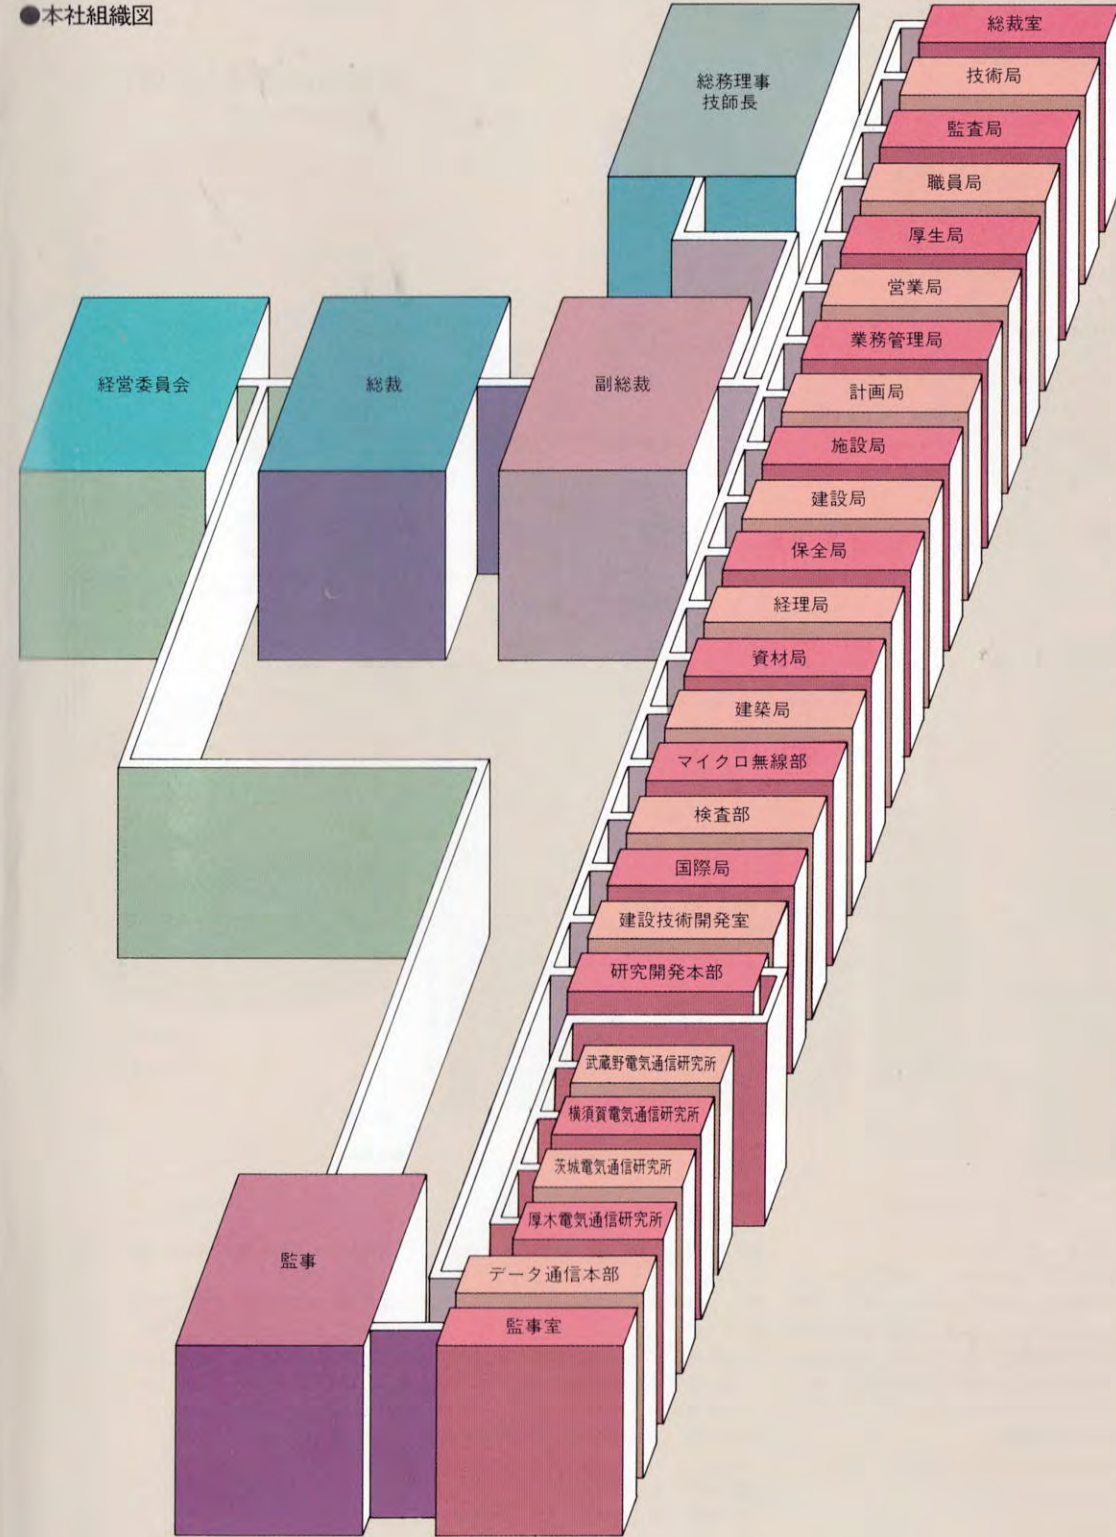 ●本社組織図
総務理事
技師長
経営委員会
総裁
副総裁
総裁室
技術局
監査局
職員局
厚生局
営業局
業務管理局
計画局
施設局
建設局
保全局
経理局
資材局
建築局
マイクロ無線部
検査部
国際局
建設技術開発室
研究開発本部
武蔵野電気通信研究所
横須賀電気通信研究所
茨城電気通信研究所
厚木電気通信研究所
データ通信本部
監事
監事室